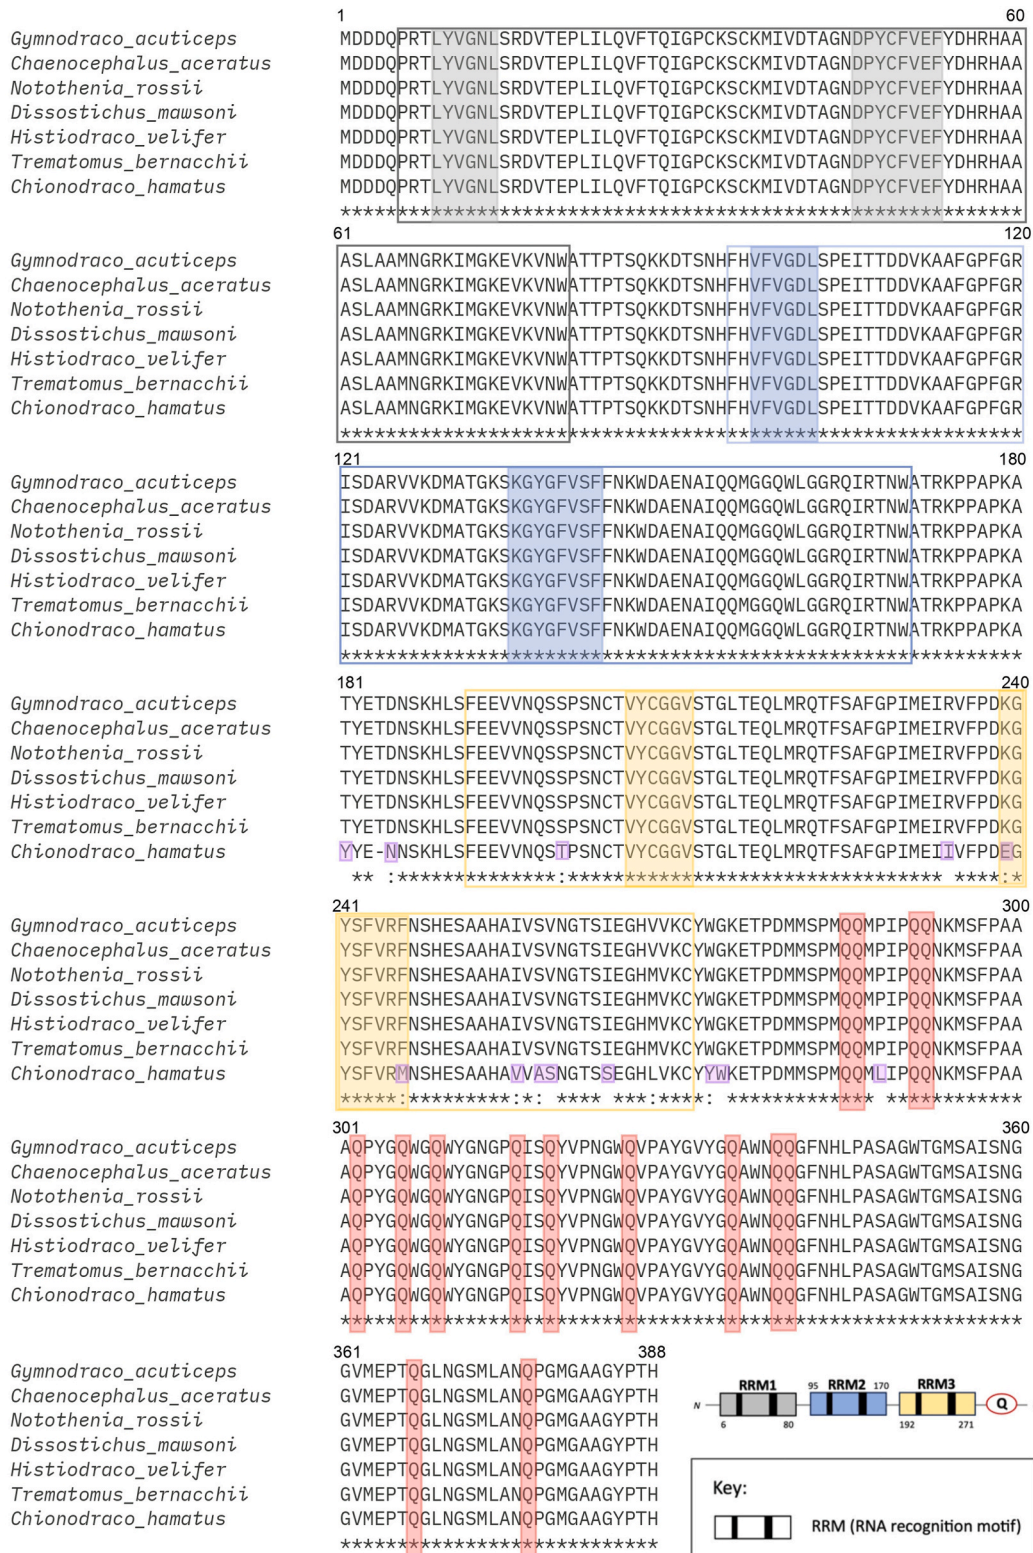 1 60
Gymnodraco_acuticeps MDDDQPRTLYVGNLSRDVTEPLILQVFTQIGPCKSCKMIVDTAGNDPYCFVEFYDHRHAA
Chaenocephalus_aceratus MDDDQPRTLYVGNLSRDVTEPLILQVFTQIGPCKSCKMIVDTAGNDPYCFVEFYDHRHAA
Notothenia_rossii MDDDQPRTLYVGNLSRDVTEPLILQVFTQIGPCKSCKMIVDTAGNDPYCFVEFYDHRHAA
Dissostichus_mawsoni MDDDQPRTLYVGNLSRDVTEPLILQVFTQIGPCKSCKMIVDTAGNDPYCFVEFYDHRHAA
Histiodraco_velifer MDDDQPRTLYVGNLSRDVTEPLILQVFTQIGPCKSCKMIVDTAGNDPYCFVEFYDHRHAA
Trematomus_bernacchii MDDDQPRTLYVGNLSRDVTEPLILQVFTQIGPCKSCKMIVDTAGNDPYCFVEFYDHRHAA
Chionodraco_hamatus MDDDQPRTLYVGNLSRDVTEPLILQVFTQIGPCKSCKMIVDTAGNDPYCFVEFYDHRHAA
************************************************************
61 120
Gymnodraco_acuticeps ASLAAMNGRKIMGKEVKVNWATTPTSQKKDTSNHFHVFVGDLSPEITTDDVKAAFGPFGR
Chaenocephalus_aceratus ASLAAMNGRKIMGKEVKVNWATTPTSQKKDTSNHFHVFVGDLSPEITTDDVKAAFGPFGR
Notothenia_rossii ASLAAMNGRKIMGKEVKVNWATTPTSQKKDTSNHFHVFVGDLSPEITTDDVKAAFGPFGR
Dissostichus_mawsoni ASLAAMNGRKIMGKEVKVNWATTPTSQKKDTSNHFHVFVGDLSPEITTDDVKAAFGPFGR
Histiodraco_velifer ASLAAMNGRKIMGKEVKVNWATTPTSQKKDTSNHFHVFVGDLSPEITTDDVKAAFGPFGR
Trematomus_bernacchii ASLAAMNGRKIMGKEVKVNWATTPTSQKKDTSNHFHVFVGDLSPEITTDDVKAAFGPFGR
Chionodraco_hamatus ASLAAMNGRKIMGKEVKVNWATTPTSQKKDTSNHFHVFVGDLSPEITTDDVKAAFGPFGR
************************************************************
121 180
Gymnodraco_acuticeps ISDARVVKDMATGKSKGYGFVSFFNKWDAENAIQQMGGQWLGGRQIRTNWATRKPPAPKA
Chaenocephalus_aceratus ISDARVVKDMATGKSKGYGFVSFFNKWDAENAIQQMGGQWLGGRQIRTNWATRKPPAPKA
Notothenia_rossii ISDARVVKDMATGKSKGYGFVSFFNKWDAENAIQQMGGQWLGGRQIRTNWATRKPPAPKA
Dissostichus_mawsoni ISDARVVKDMATGKSKGYGFVSFFNKWDAENAIQQMGGQWLGGRQIRTNWATRKPPAPKA
Histiodraco_velifer ISDARVVKDMATGKSKGYGFVSFFNKWDAENAIQQMGGQWLGGRQIRTNWATRKPPAPKA
Trematomus_bernacchii ISDARVVKDMATGKSKGYGFVSFFNKWDAENAIQQMGGQWLGGRQIRTNWATRKPPAPKA
Chionodraco_hamatus ISDARVVKDMATGKSKGYGFVSFFNKWDAENAIQQMGGQWLGGRQIRTNWATRKPPAPKA
************************************************************
181 240
Gymnodraco_acuticeps TYETDNSKHLSFEEVVNQSSPSNCTVYCGGVSTGLTEQLMRQTFSAFGPIMEIRVFPDKG
Chaenocephalus_aceratus TYETDNSKHLSFEEVVNQSSPSNCTVYCGGVSTGLTEQLMRQTFSAFGPIMEIRVFPDKG
Notothenia_rossii TYETDNSKHLSFEEVVNQSSPSNCTVYCGGVSTGLTEQLMRQTFSAFGPIMEIRVFPDKG
Dissostichus_mawsoni TYETDNSKHLSFEEVVNQSSPSNCTVYCGGVSTGLTEQLMRQTFSAFGPIMEIRVFPDKG
Histiodraco_velifer TYETDNSKHLSFEEVVNQSSPSNCTVYCGGVSTGLTEQLMRQTFSAFGPIMEIRVFPDKG
Trematomus_bernacchii TYETDNSKHLSFEEVVNQSSPSNCTVYCGGVSTGLTEQLMRQTFSAFGPIMEIRVFPDKG
Chionodraco_hamatus YYE-NNSKHLSFEEVVNQSTPSNCTVYCGGVSTGLTEQLMRQTFSAFGPIMEIIVFPDEG
** :**************:********************************* ****:*
241 300
Gymnodraco_acuticeps YSFVRFNSHESAAHAIVSVNGTSIEGHVVKCYWGKETPDMMSPMQQMPIPQQNKMSFPAA
Chaenocephalus_aceratus YSFVRFNSHESAAHAIVSVNGTSIEGHVVKCYWGKETPDMMSPMQQMPIPQQNKMSFPAA
Notothenia_rossii YSFVRFNSHESAAHAIVSVNGTSIEGHMVKCYWGKETPDMMSPMQQMPIPQQNKMSFPAA
Dissostichus_mawsoni YSFVRFNSHESAAHAIVSVNGTSIEGHMVKCYWGKETPDMMSPMQQMPIPQQNKMSFPAA
Histiodraco_velifer YSFVRFNSHESAAHAIVSVNGTSIEGHMVKCYWGKETPDMMSPMQQMPIPQQNKMSFPAA
Trematomus_bernacchii YSFVRFNSHESAAHAIVSVNGTSIEGHMVKCYWGKETPDMMSPMQQMPIPQQNKMSFPAA
Chionodraco_hamatus YSFVRMNSHESAAHAVVASNGTSSEGHLVKCYYWKETPDMMSPMQQMLIPQQNKMSFPAA
*****:*********:*: **** ***:****: ************* ************
301 360
Gymnodraco_acuticeps AQPYGQWGQWYGNGPQISQYVPNGWQVPAYGVYGQAWNQQGFNHLPASAGWTGMSAISNG
Chaenocephalus_aceratus AQPYGQWGQWYGNGPQISQYVPNGWQVPAYGVYGQAWNQQGFNHLPASAGWTGMSAISNG
Notothenia_rossii AQPYGQWGQWYGNGPQISQYVPNGWQVPAYGVYGQAWNQQGFNHLPASAGWTGMSAISNG
Dissostichus_mawsoni AQPYGQWGQWYGNGPQISQYVPNGWQVPAYGVYGQAWNQQGFNHLPASAGWTGMSAISNG
Histiodraco_velifer AQPYGQWGQWYGNGPQISQYVPNGWQVPAYGVYGQAWNQQGFNHLPASAGWTGMSAISNG
Trematomus_bernacchii AQPYGQWGQWYGNGPQISQYVPNGWQVPAYGVYGQAWNQQGFNHLPASAGWTGMSAISNG
Chionodraco_hamatus AQPYGQWGQWYGNGPQISQYVPNGWQVPAYGVYGQAWNQQGFNHLPASAGWTGMSAISNG
************************************************************
361 388
Gymnodraco_acuticeps GVMEPTQGLNGSMLANQPGMGAAGYPTH
Chaenocephalus_aceratus GVMEPTQGLNGSMLANQPGMGAAGYPTH
Notothenia_rossii GVMEPTQGLNGSMLANQPGMGAAGYPTH
Dissostichus_mawsoni GVMEPTQGLNGSMLANQPGMGAAGYPTH
Histiodraco_velifer GVMEPTQGLNGSMLANQPGMGAAGYPTH
Trematomus_bernacchii GVMEPTQGLNGSMLANQPGMGAAGYPTH
Chionodraco_hamatus GVMEPTQGLNGSMLANQPGMGAAGYPTH
****************************
RRM1 95 RRM2 170 RRM3
N Q
6 80 192 271
Key:
RRM (RNA recognition motif)